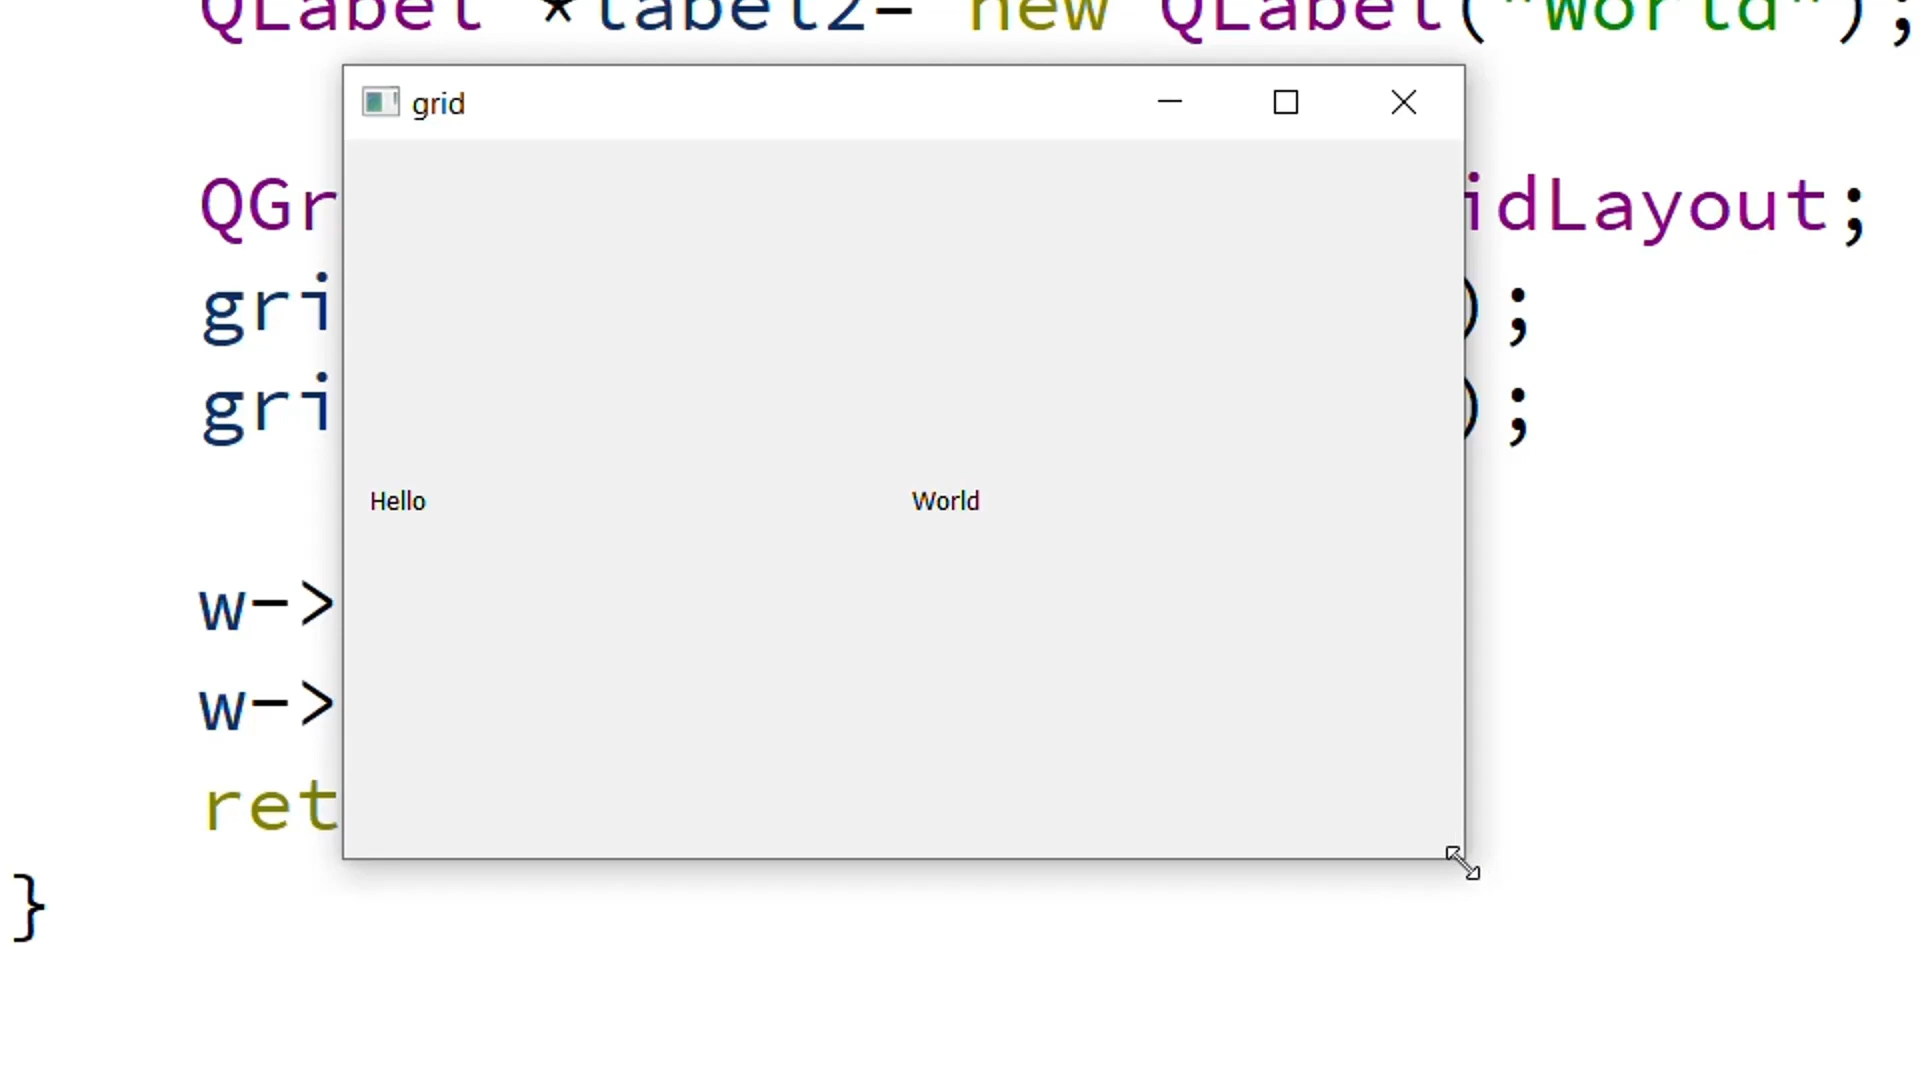 QLabel *label2= new QLabel("World");
grid
QGr idLayout;
gri );
gri );
Hello World
w->
w->
ret
}